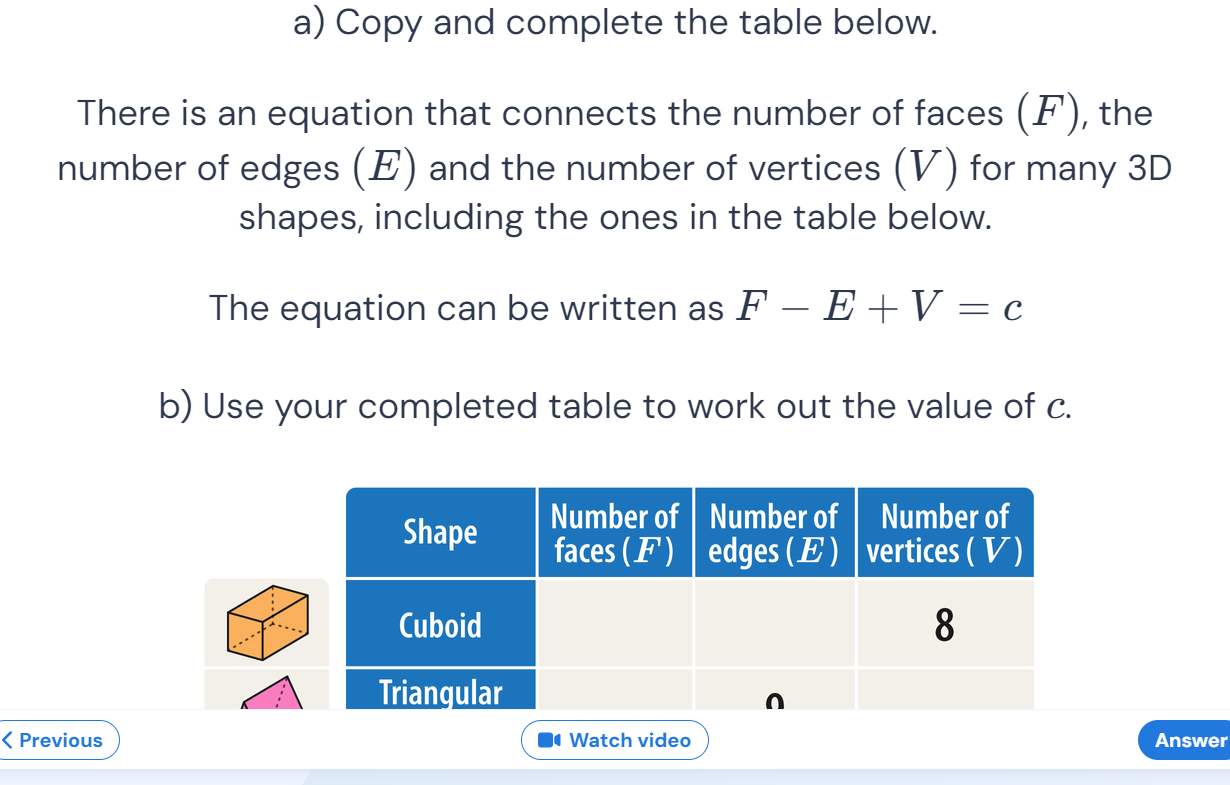 a) Copy and complete the table below.
There is an equation that connects the number of faces (F), the
number of edges (E) and the number of vertices (V) for many 3D
shapes, including the ones in the table below.
The equation can be written as F − E + V = c
b) Use your completed table to work out the value of c.
Shape
Number of
faces (F)
Number of
edges (E)
Number of
vertices (V)
Cuboid
8
Triangular
Previous
Watch video
Answer